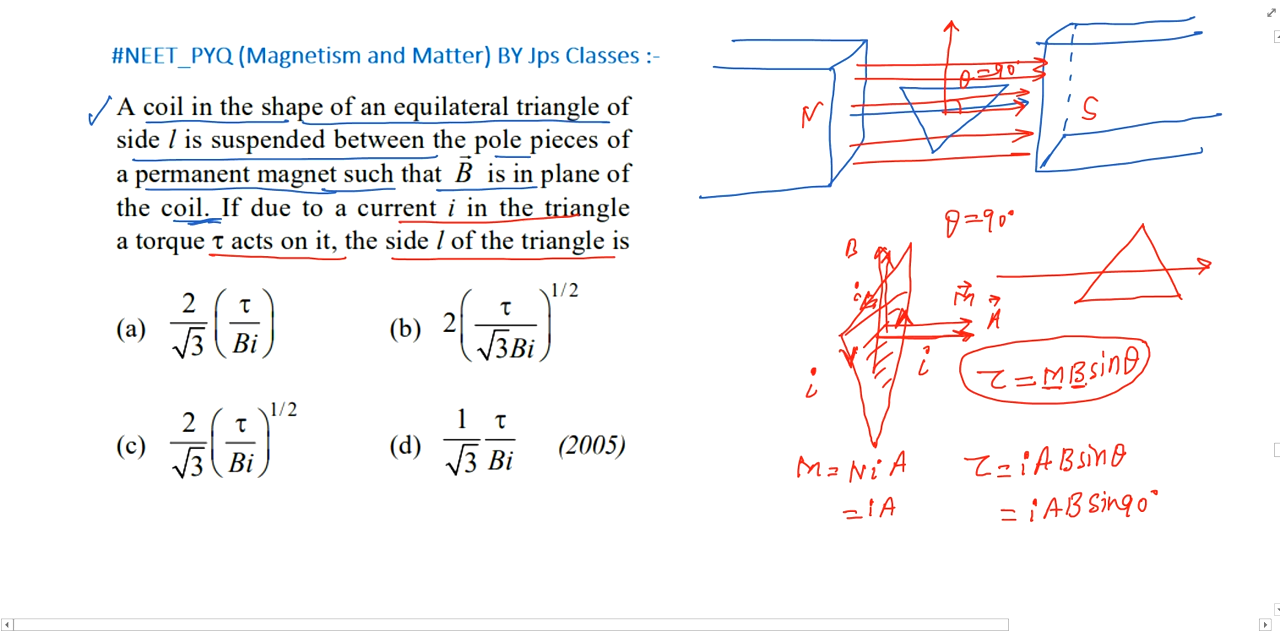 #NEET_PYQ (Magnetism and Matter) BY Jps Classes :-
A coil in the shape of an equilateral triangle of
side l is suspended between the pole pieces of
a permanent magnet such that B⃗ is in plane of
the coil. If due to a current i in the triangle
a torque τ acts on it, the side l of the triangle is
(a) 2/√3 (τ/Bi)
(b) 2(τ/√3Bi)^1/2
(c) 2/√3 (τ/Bi)^1/2
(d) 1/√3 τ/Bi (2005)
N
θ=90°
S
θ=90°
B
i
M⃗
A⃗
i
i
τ=MBsinθ
M=NiA
=iA
τ=iABsinθ
=iABsin90°